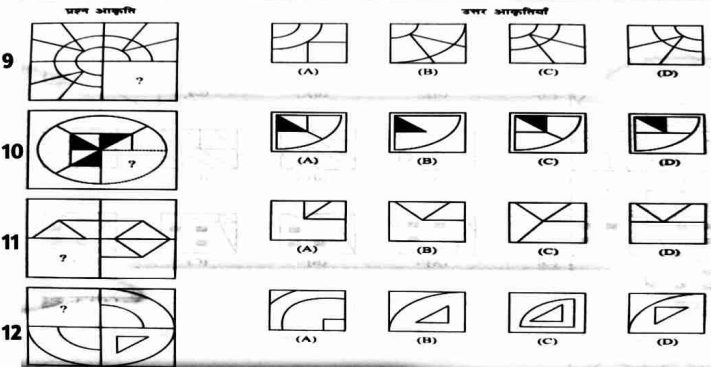 प्रश्न आकृति उत्तर आकृतियाँ
9 ? (A) (B) (C) (D)
10 ? (A) (B) (C) (D)
11 ? (A) (B) (C) (D)
12 ? (A) (B) (C) (D)